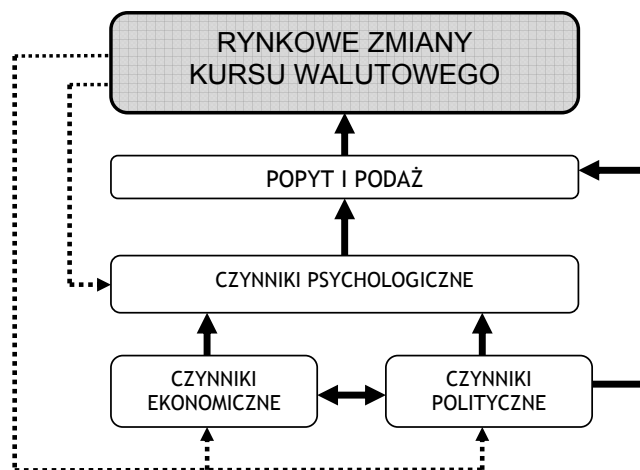 RYNKOWE ZMIANY
KURSU WALUTOWEGO
POPYT I PODAŻ
CZYNNIKI PSYCHOLOGICZNE
CZYNNIKI
EKONOMICZNE
CZYNNIKI
POLITYCZNE